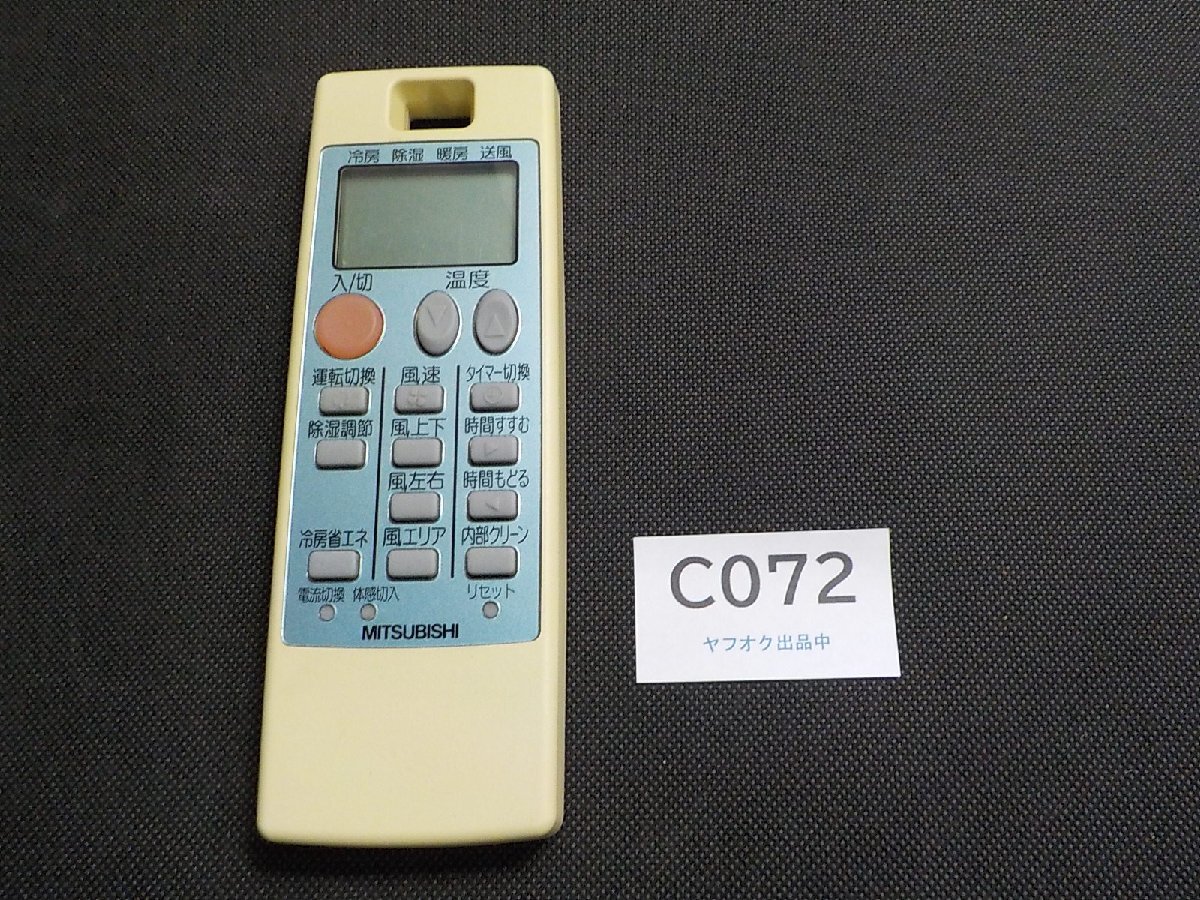 冷房 除湿 暖房 送風
入/切 温度
運転切換 風速 タイマー切換
除湿調節 風上下 時間すすむ
風左右 時間もどる
冷房省エネ 風エリア 内部クリーン
電流切換 体感切入 リセット
MITSUBISHI
C072
ヤフオク出品中